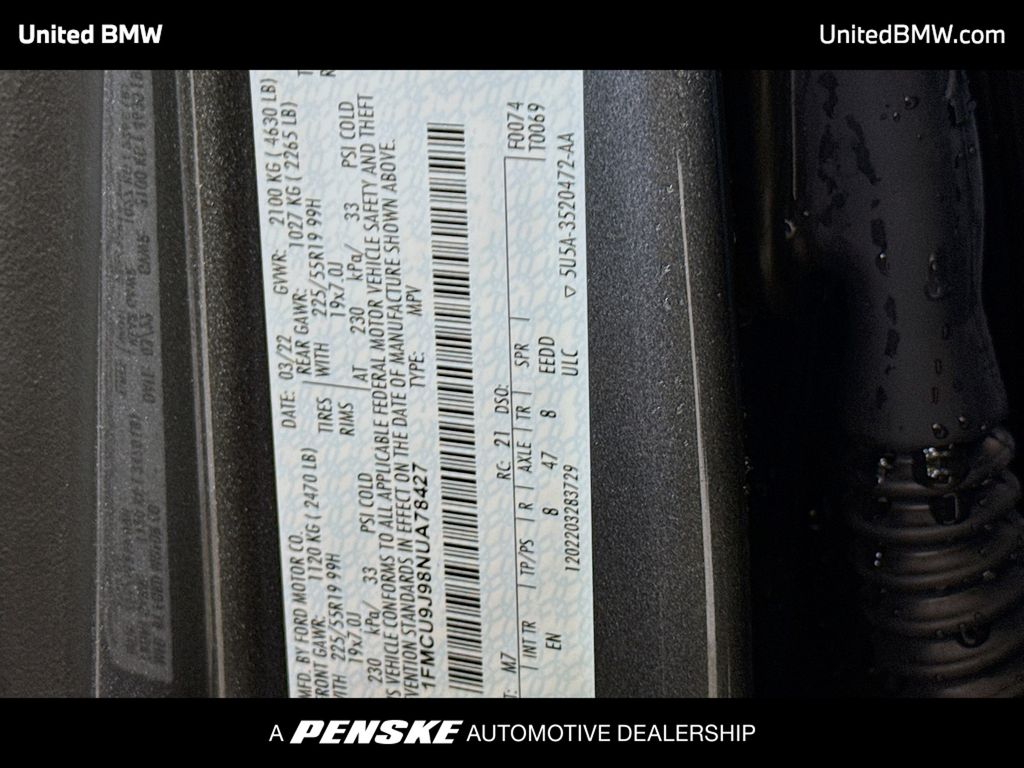 United BMW
UnitedBMW.com
MFD. BY FORD MOTOR CO.
DATE: 03/22
GVWR: 2100 KG ( 4630 LB)
RONT GAWR: 1120 KG ( 2470 LB)
REAR GAWR: 1027 KG ( 2265 LB)
ITH 225/55R19 99H
TIRES WITH 225/55R19 99H
19x7.0J
RIMS 19x7.0J
230 kPa/ 33 PSI COLD
AT 230 kPa/ 33 PSI COLD
S VEHICLE CONFORMS TO ALL APPLICABLE FEDERAL MOTOR VEHICLE SAFETY AND THEFT
VENTION STANDARDS IN EFFECT ON THE DATE OF MANUFACTURE SHOWN ABOVE.
1FMCU9J98NUA78427
TYPE: MPV
T: M7 RC: 21 DSO: F0074
INT TR TP/PS R AXLE TR SPR T0069
EN 8 47 8 EEDD
1202203283729 ULC ▽ 5U5A-3520472-AA
A PENSKE AUTOMOTIVE DEALERSHIP